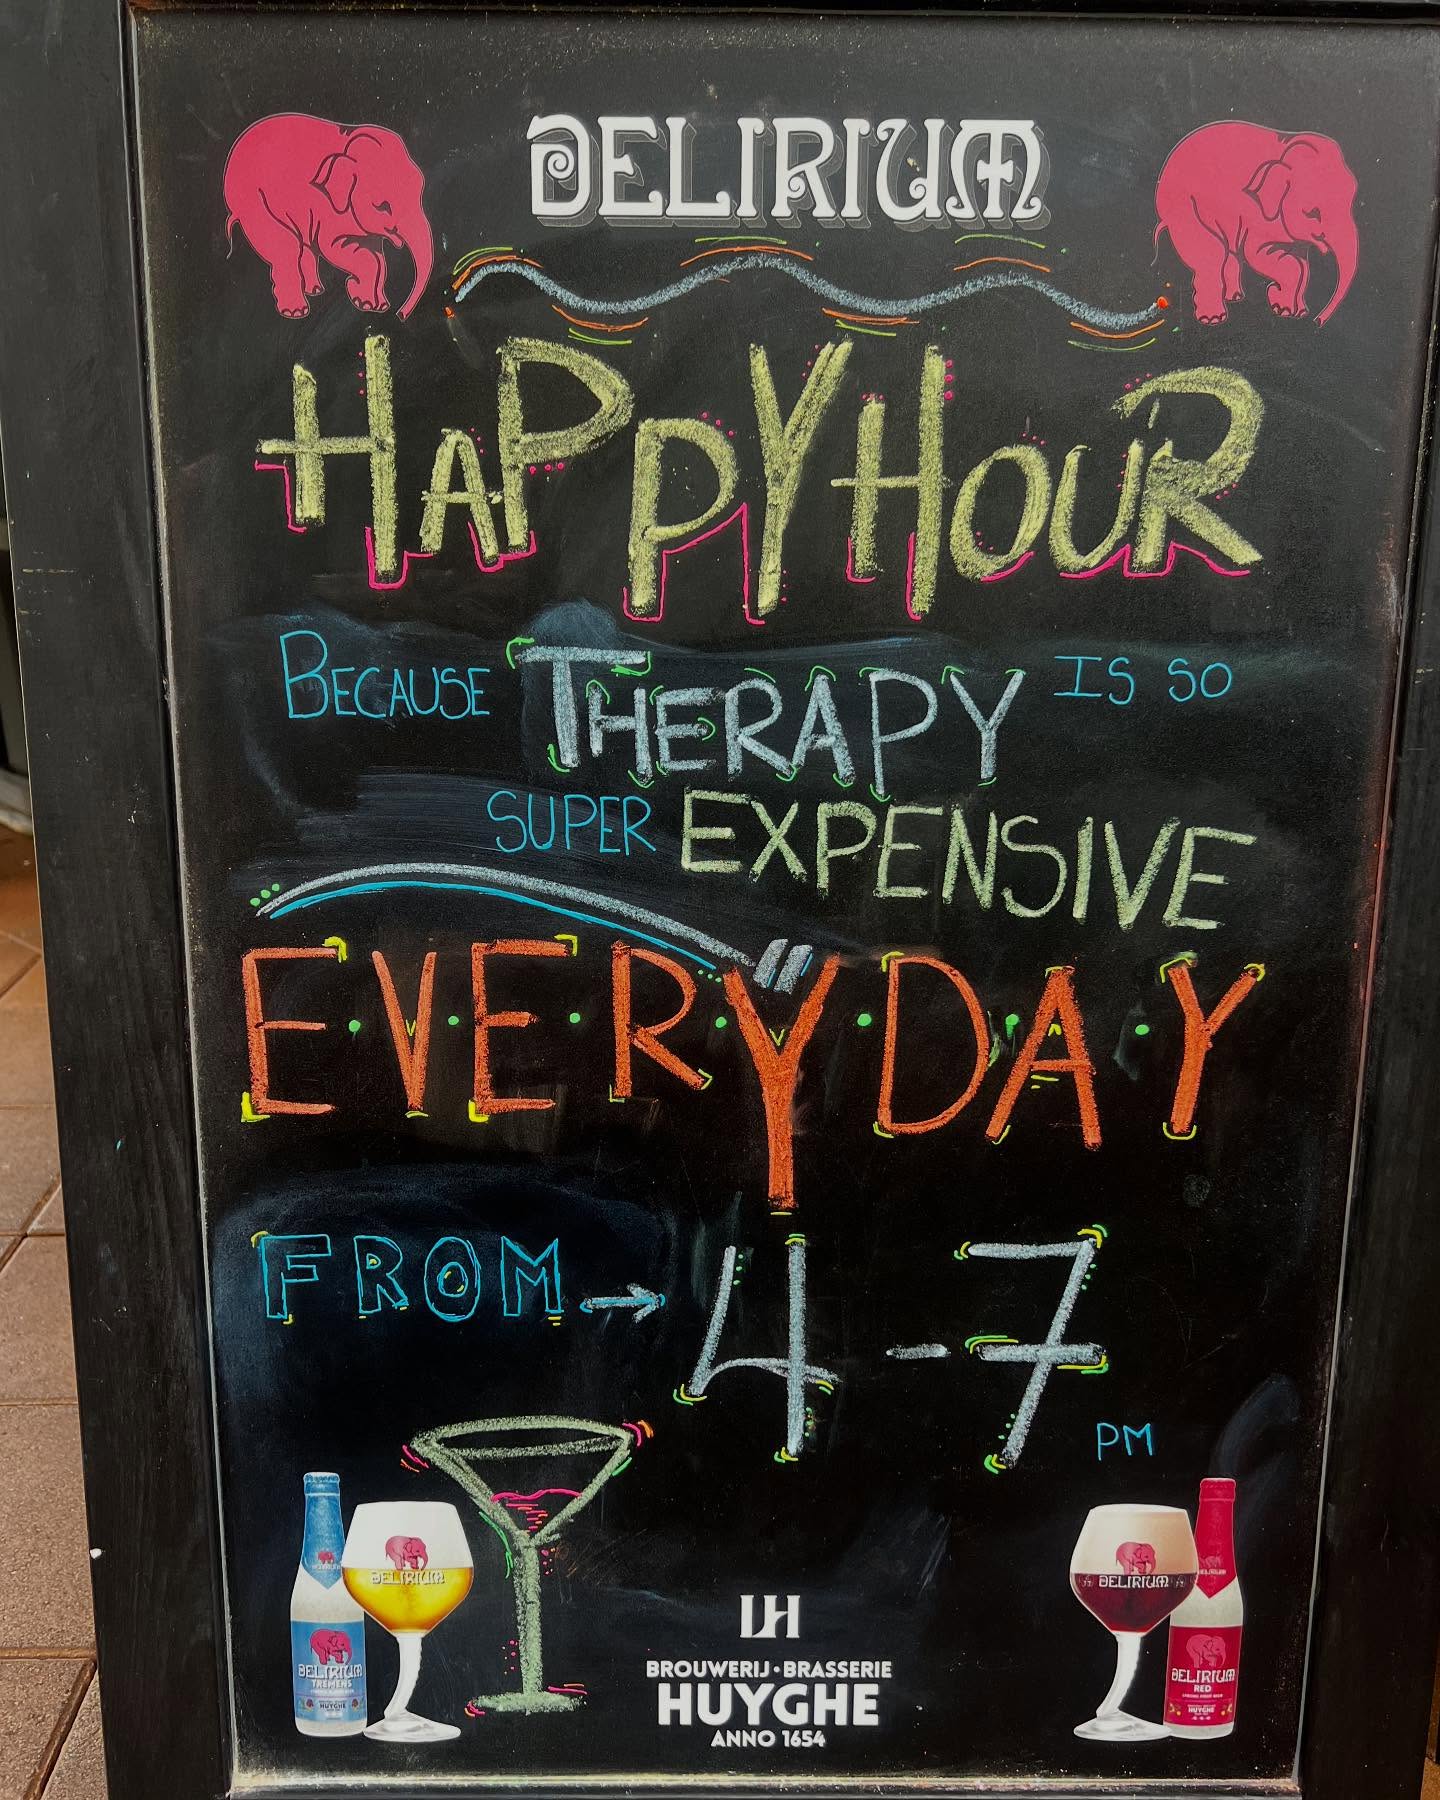 DELIRIUM
HAPPY HOUR
BECAUSE THERAPY IS SO
SUPER EXPENSIVE
EVERYDAY
FROM → 4-7
PM
DELIRIUM
DELIRIUM
TREMENS
HUYGHE
LH
BROUWERIJ • BRASSERIE
HUYGHE
ANNO 1654
DELIRIUM
DELIRIUM
RED
HUYGHE